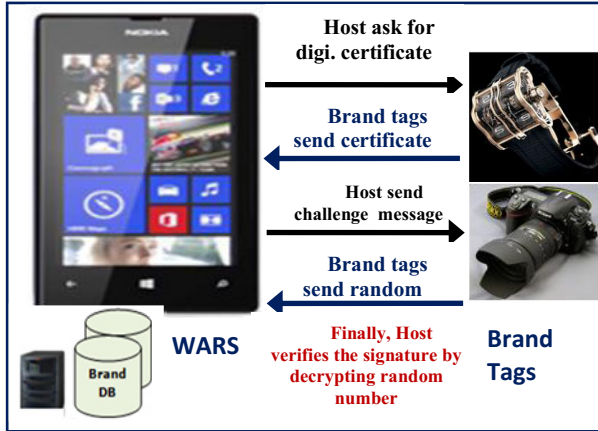 NOKIA
Host ask for
digi. certificate
Brand tags
send certificate
Host send
challenge message
Brand tags
send random
Finally, Host
verifies the signature by
decrypting random
number
WARS
Brand
DB
Brand
Tags